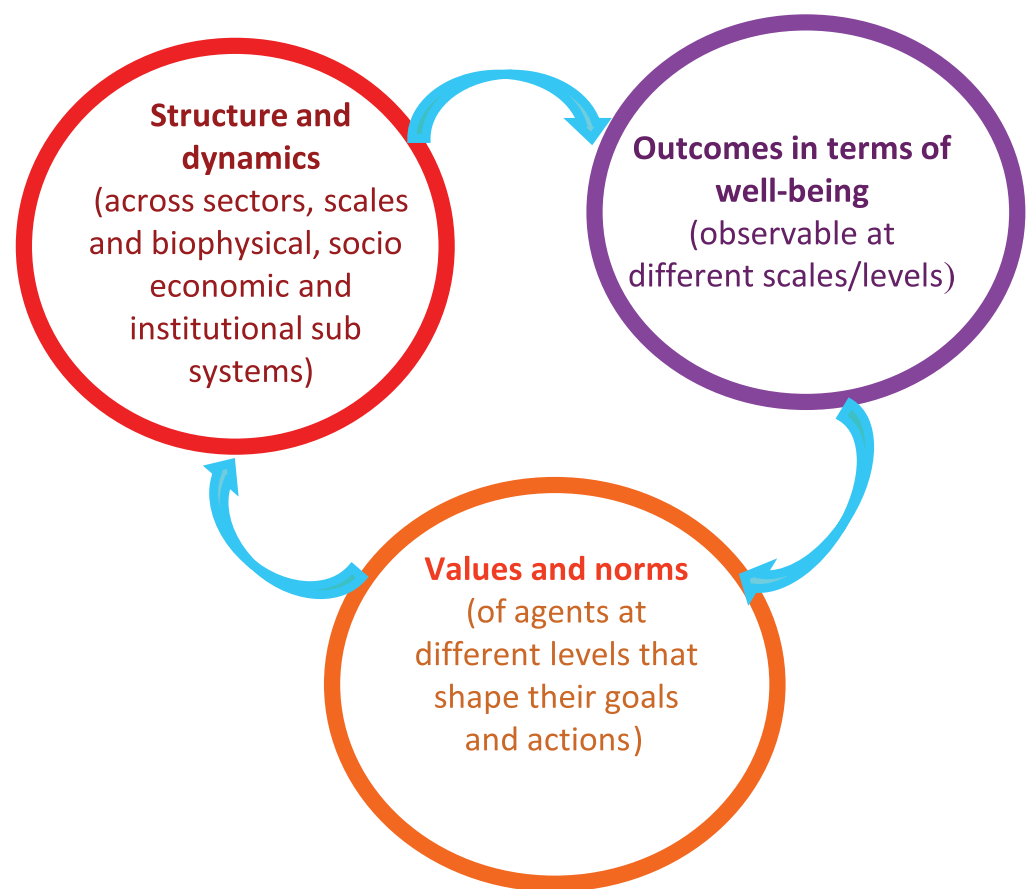 Structure and
dynamics
(across sectors, scales
and biophysical, socio
economic and
institutional sub
systems)
Outcomes in terms of
well-being
(observable at
different scales/levels)
Values and norms
(of agents at
different levels that
shape their goals
and actions)